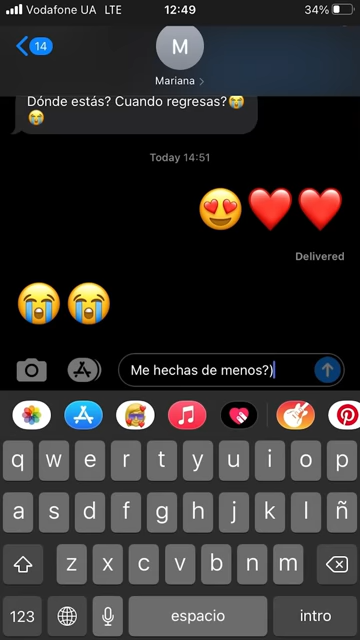 Vodafone UA LTE 12:49 34%
14
M
Mariana
Dónde estás? Cuando regresas?😭
😭
Today 14:51
😍❤️❤️
Delivered
😭😭
Me hechas de menos?)
q w e r t y u i o p
a s d f g h j k l ñ
z x c v b n m
123 espacio intro